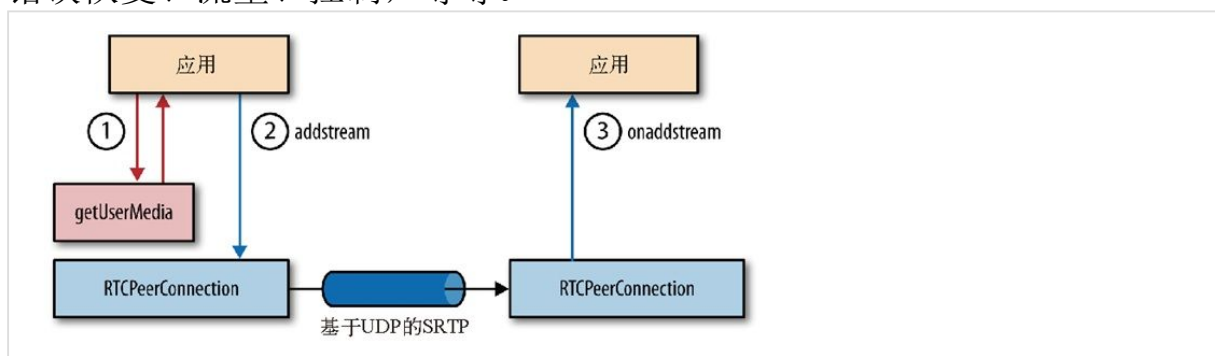 应用
应用
① ② addstream ③ onaddstream
getUserMedia
RTCPeerConnection
RTCPeerConnection
基于UDP的SRTP